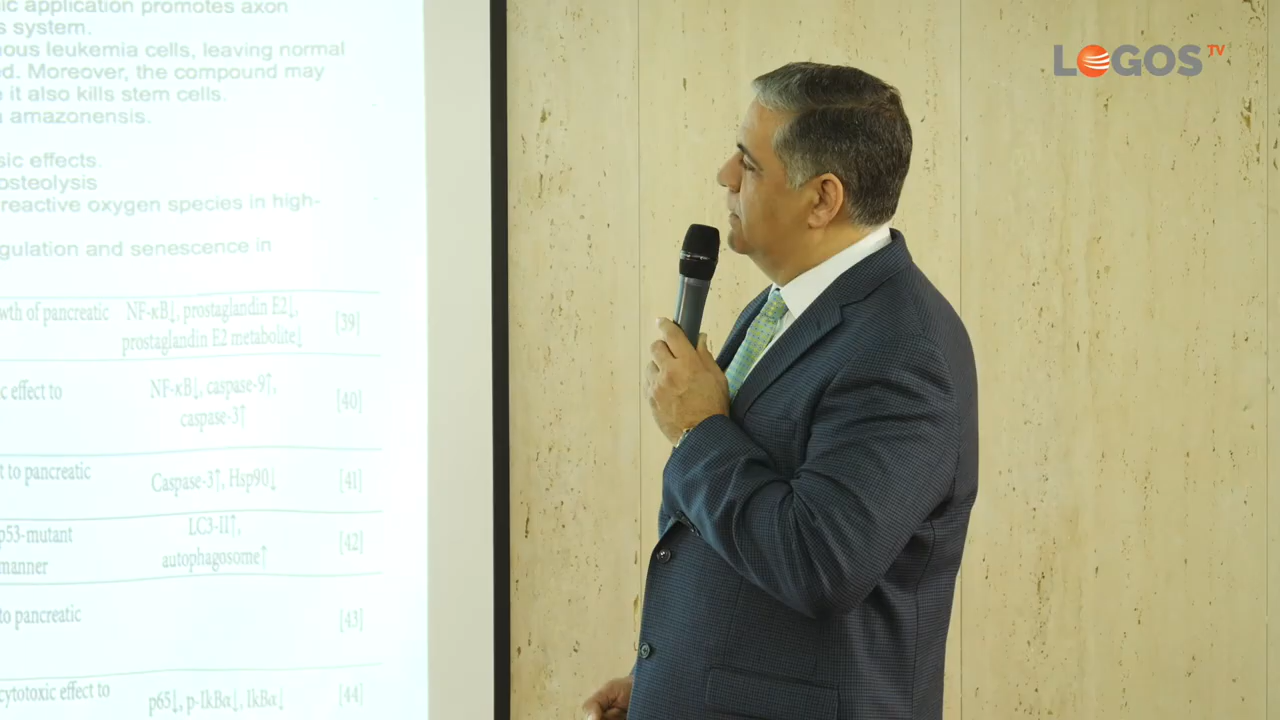 ic application promotes axon
s system.
nous leukemia cells, leaving normal
ed. Moreover, the compound may
e it also kills stem cells.
a amazonensis.
sic effects.
osteolysis
reactive oxygen species in high-
gulation and senescence in
wth of pancreatic NF-κB↓, prostaglandin E2↓, [39]
prostaglandin E2 metabolite↓
c effect to NF-κB↓, caspase-9↑, [40]
caspase-3↑
t to pancreatic Caspase-3↑, Hsp90↓ [41]
p53-mutant LC3-II↑, [42]
manner autophagosome↑
to pancreatic [43]
cytotoxic effect to p65↓, p-IkBα↓, IkBα↓ [44]
LOGOS TV